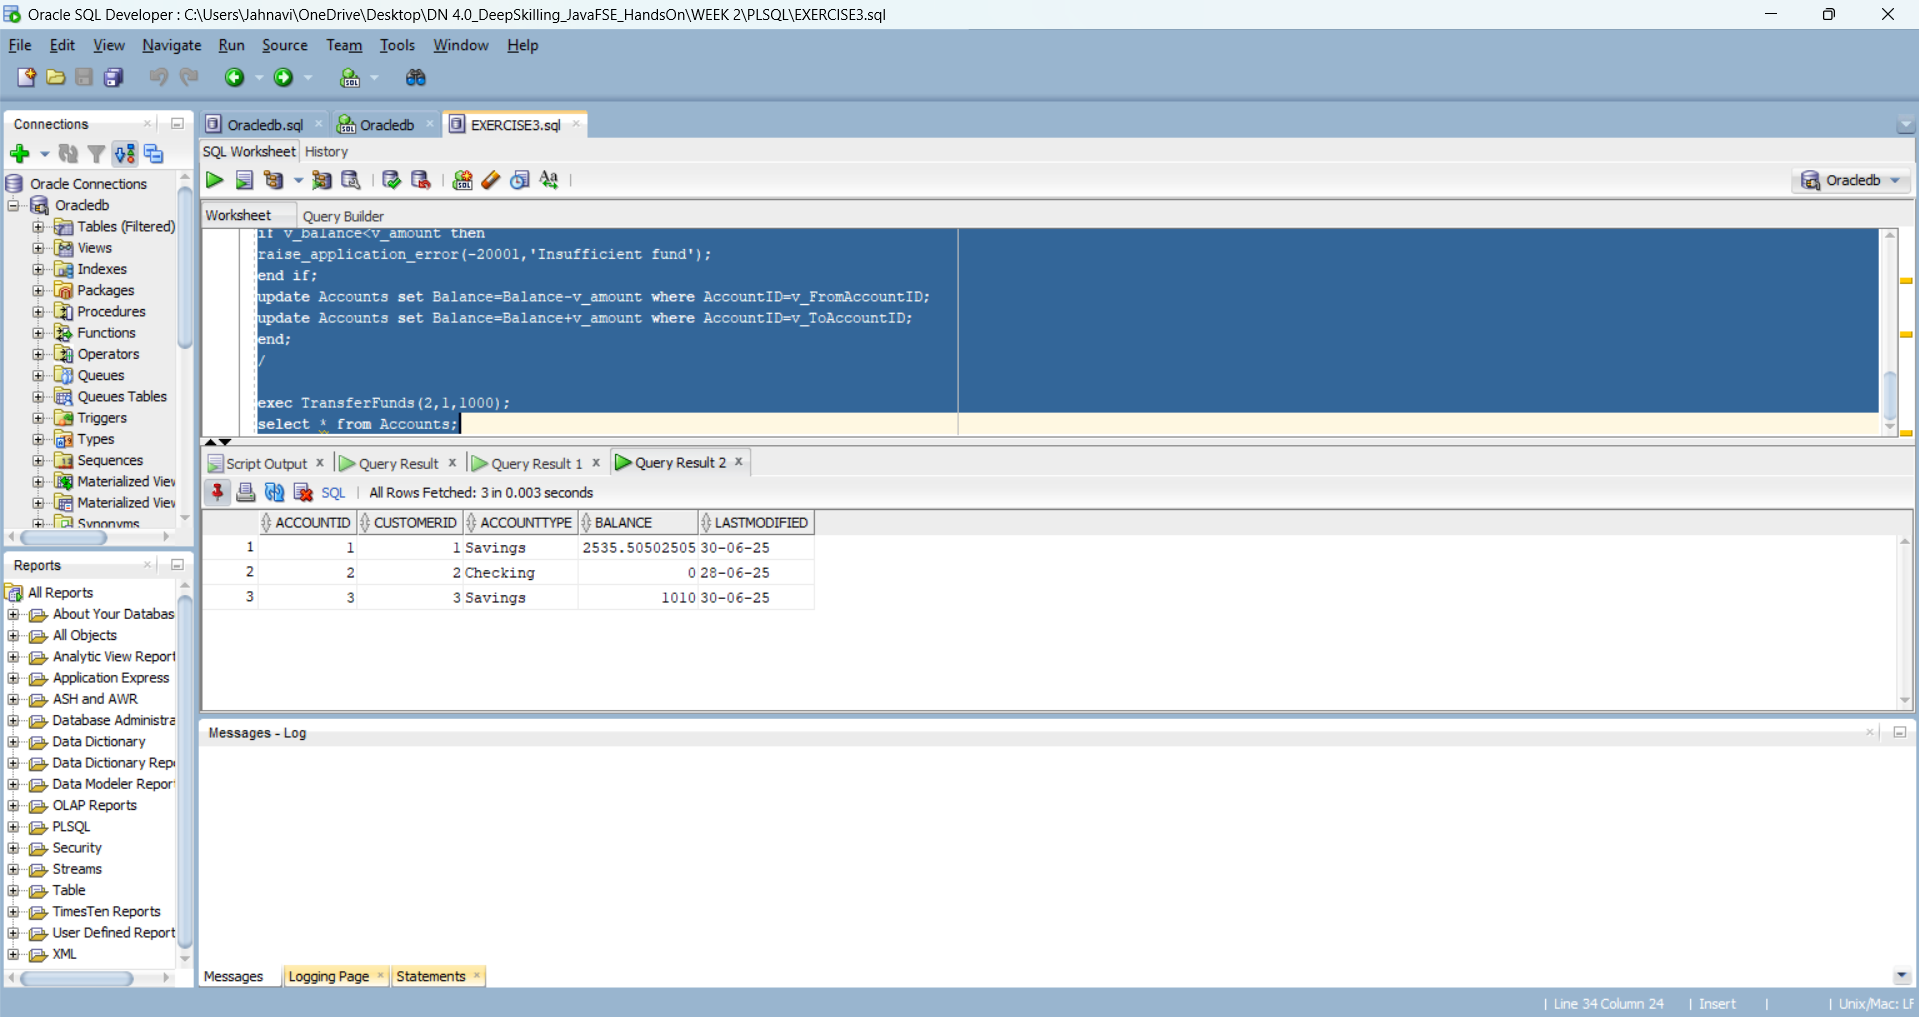 Oracle SQL Developer : C:\Users\Jahnavi\OneDrive\Desktop\DN 4.0_DeepSkilling_JavaFSE_HandsOn\WEEK 2\PLSQL\EXERCISE3.sql
File Edit View Navigate Run Source Team Tools Window Help
Connections
Oracle Connections
Oracledb
Tables (Filtered)
Views
Indexes
Packages
Procedures
Functions
Operators
Queues
Queues Tables
Triggers
Types
Sequences
Materialized View
Materialized View
Synonyms
Reports
All Reports
About Your Databas
All Objects
Analytic View Report
Application Express
ASH and AWR
Database Administra
Data Dictionary
Data Dictionary Rep
Data Modeler Report
OLAP Reports
PLSQL
Security
Streams
Table
TimesTen Reports
User Defined Report
XML
Oracledb.sql Oracledb EXERCISE3.sql
SQL Worksheet History
Oracledb
Worksheet Query Builder
if v_balance<v_amount then
raise_application_error(-20001,'Insufficient fund');
end if;
update Accounts set Balance=Balance-v_amount where AccountID=v_FromAccountID;
update Accounts set Balance=Balance+v_amount where AccountID=v_ToAccountID;
end;
/
exec TransferFunds(2,1,1000);
select * from Accounts;
Script Output Query Result Query Result 1 Query Result 2
SQL All Rows Fetched: 3 in 0.003 seconds
ACCOUNTID CUSTOMERID ACCOUNTTYPE BALANCE LASTMODIFIED
1 1 1 Savings 2535.50502505 30-06-25
2 2 2 Checking 0 28-06-25
3 3 3 Savings 1010 30-06-25
Messages - Log
Messages Logging Page Statements
Line 34 Column 24 Insert Unix/Mac: LF